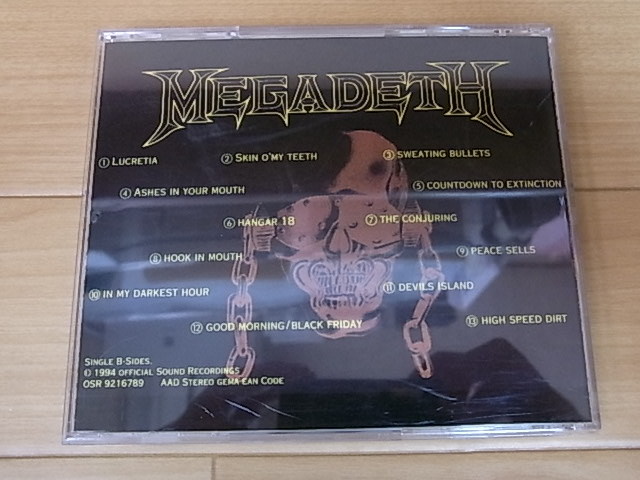 MEGADETH
① LUCRETIA ② SKIN O'MY TEETH ③ SWEATING BULLETS
④ ASHES IN YOUR MOUTH ⑤ COUNTDOWN TO EXTINCTION
⑥ HANGAR 18 ⑦ THE CONJURING
⑧ HOOK IN MOUTH ⑨ PEACE SELLS
⑩ IN MY DARKEST HOUR ⑪ DEVILS ISLAND
⑫ GOOD MORNING/BLACK FRIDAY ⑬ HIGH SPEED DIRT
SINGLE B-SIDES.
© 1994 OFFICIAL SOUND RECORDINGS
OSR 9216789 AAD STEREO GEMA EAN CODE